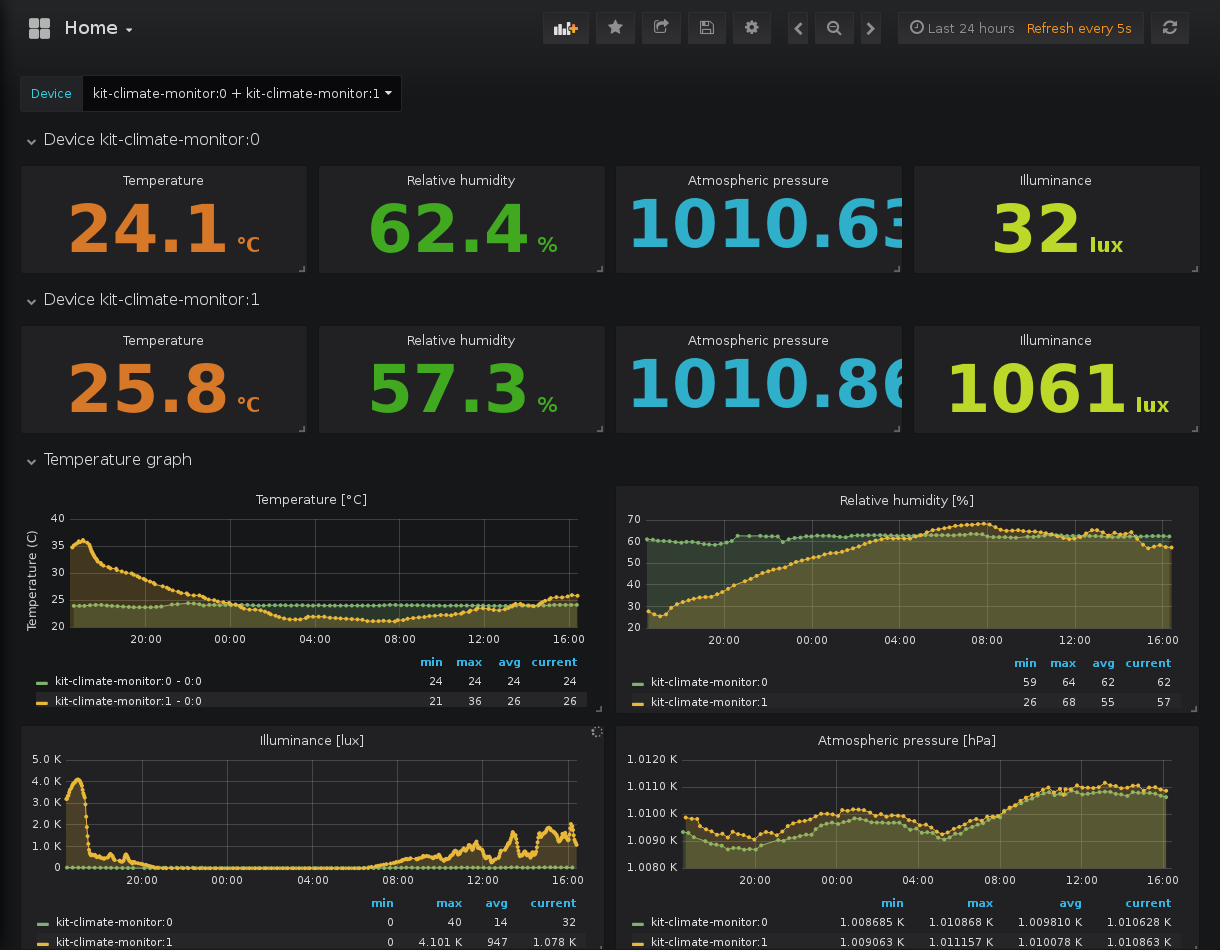 Home
Last 24 hours Refresh every 5s
Device kit-climate-monitor:0 + kit-climate-monitor:1
Device kit-climate-monitor:0
Temperature Relative humidity Atmospheric pressure Illuminance
24.1 °C 62.4 % 1010.63 32 lux
Device kit-climate-monitor:1
Temperature Relative humidity Atmospheric pressure Illuminance
25.8 °C 57.3 % 1010.86 1061 lux
Temperature graph
Temperature [°C]
Temperature (C)
40
35
30
25
20
20:00 00:00 04:00 08:00 12:00 16:00
min max avg current
kit-climate-monitor:0 - 0:0 24 24 24 24
kit-climate-monitor:1 - 0:0 21 36 26 26
Relative humidity [%]
70
60
50
40
30
20
20:00 00:00 04:00 08:00 12:00 16:00
min max avg current
kit-climate-monitor:0 59 64 62 62
kit-climate-monitor:1 26 68 55 57
Illuminance [lux]
5.0 K
4.0 K
3.0 K
2.0 K
1.0 K
0
20:00 00:00 04:00 08:00 12:00 16:00
min max avg current
kit-climate-monitor:0 0 40 14 32
kit-climate-monitor:1 0 4.101 K 947 1.078 K
Atmospheric pressure [hPa]
1.0120 K
1.0110 K
1.0100 K
1.0090 K
1.0080 K
20:00 00:00 04:00 08:00 12:00 16:00
min max avg current
kit-climate-monitor:0 1.008685 K 1.010868 K 1.009810 K 1.010628 K
kit-climate-monitor:1 1.009063 K 1.011157 K 1.010078 K 1.010863 K